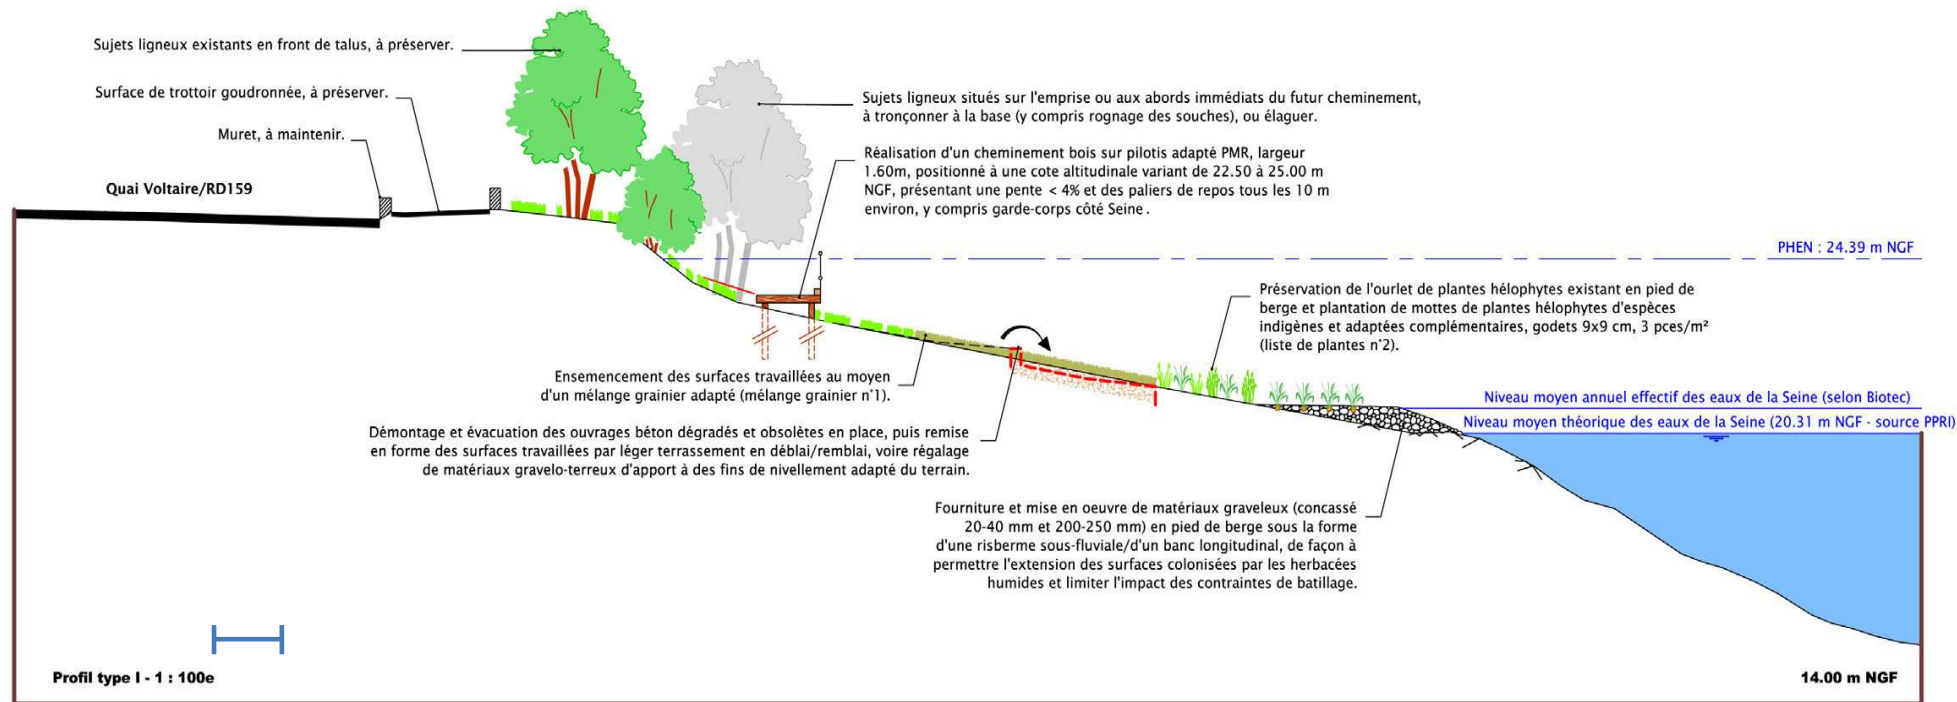 Sujets ligneux existants en front de talus, à préserver.
Surface de trottoir goudronnée, à préserver.
Muret, à maintenir.
Quai Voltaire/RD159
Sujets ligneux situés sur l'emprise ou aux abords immédiats du futur cheminement,
à tronçonner à la base (y compris rognage des souches), ou élaguer.
Réalisation d'un cheminement bois sur pilotis adapté PMR, largeur
1.60m, positionné à une cote altitudinale variant de 22.50 à 25.00 m
NGF, présentant une pente < 4% et des paliers de repos tous les 10 m
environ, y compris garde-corps côté Seine.
PHEN : 24.39 m NGF
Préservation de l'ourlet de plantes hélophytes existant en pied de
berge et plantation de mottes de plantes hélophytes d'espèces
indigènes et adaptées complémentaires, godets 9x9 cm, 3 pces/m²
(liste de plantes n°2).
Ensemencement des surfaces travaillées au moyen
d'un mélange grainier adapté (mélange grainier n°1).
Niveau moyen annuel effectif des eaux de la Seine (selon Biotec)
Niveau moyen théorique des eaux de la Seine (20.31 m NGF - source PPRI)
Démontage et évacuation des ouvrages béton dégradés et obsolètes en place, puis remise
en forme des surfaces travaillées par léger terrassement en déblai/remblai, voire régalage
de matériaux gravelo-terreux d'apport à des fins de nivellement adapté du terrain.
Fourniture et mise en oeuvre de matériaux graveleux (concassé
20-40 mm et 200-250 mm) en pied de berge sous la forme
d'une risberme sous-fluviale/d'un banc longitudinal, de façon à
permettre l'extension des surfaces colonisées par les herbacées
humides et limiter l'impact des contraintes de batillage.
Profil type I - 1 : 100e
14.00 m NGF